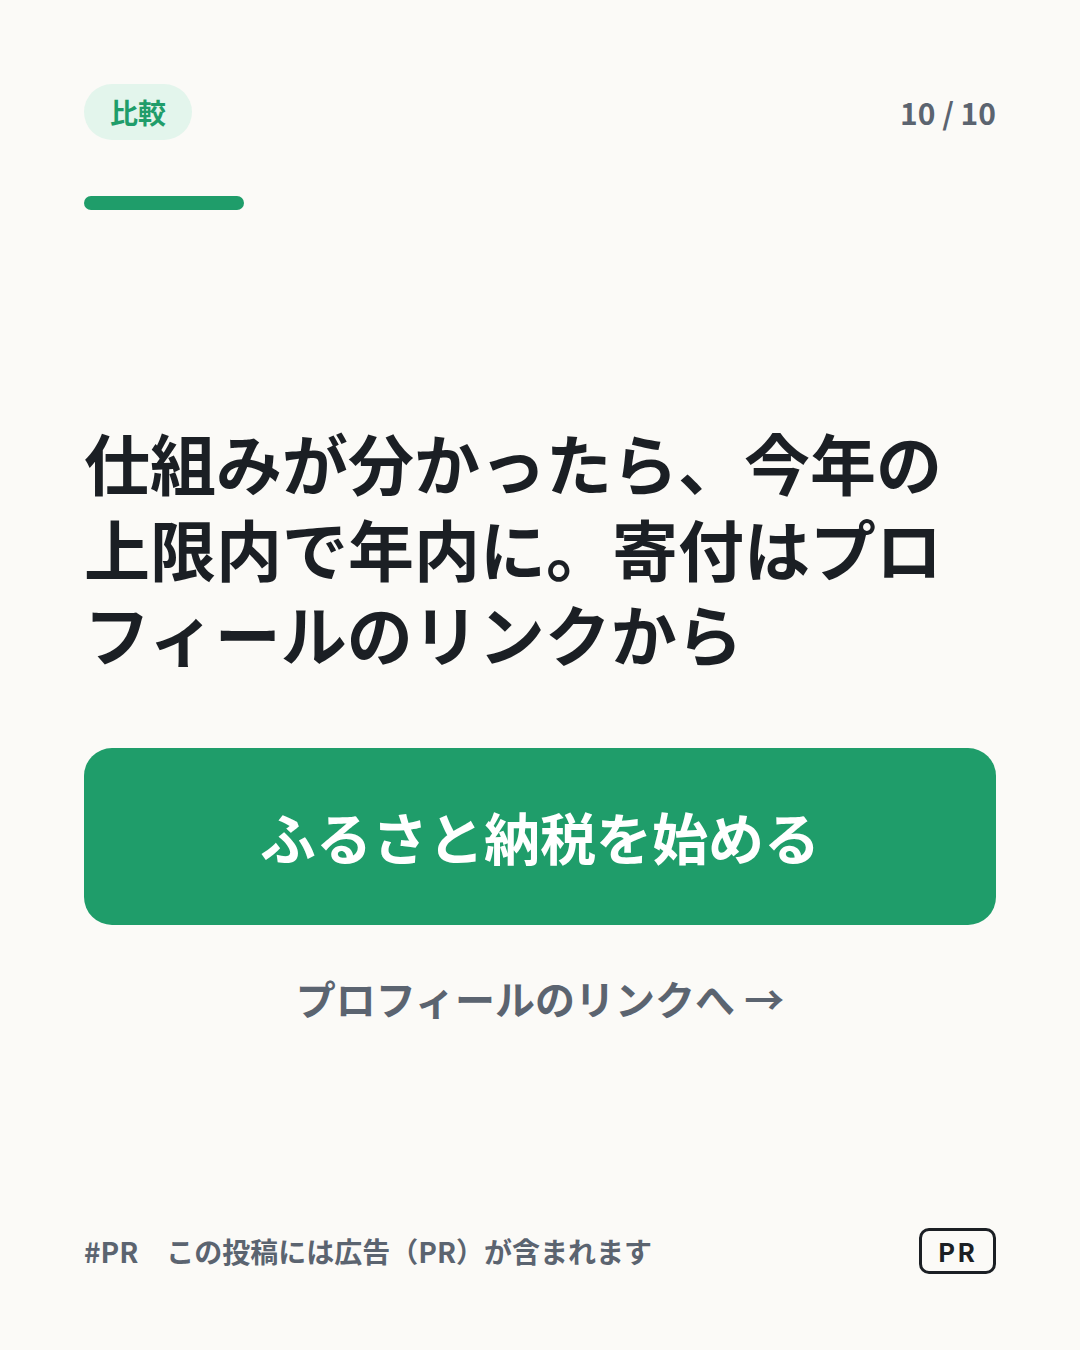 比較
10 / 10
仕組みが分かったら、今年の
上限内で年内に。寄付はプロ
フィールのリンクから
ふるさと納税を始める
プロフィールのリンクへ →
#PR　この投稿には広告（PR）が含まれます
PR